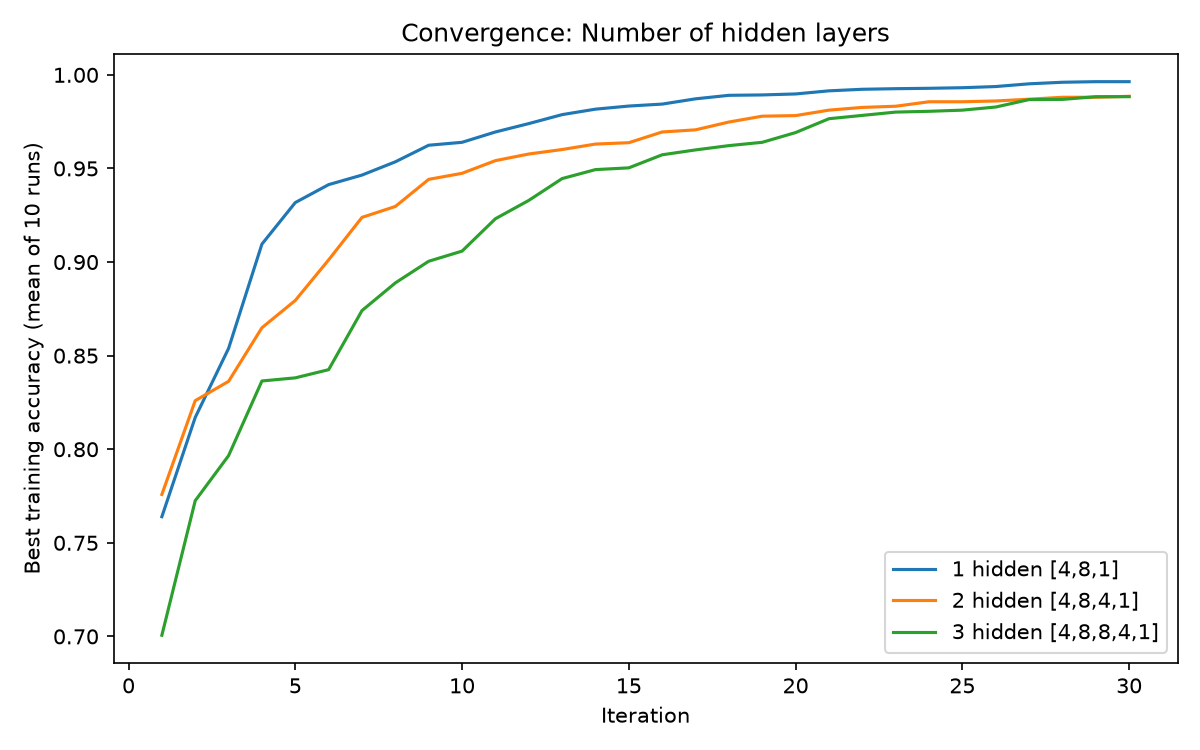 Convergence: Number of hidden layers
Best training accuracy (mean of 10 runs)
1.00
0.95
0.90
0.85
0.80
0.75
0.70
0
5
10
15
20
25
30
Iteration
1 hidden [4,8,1]
2 hidden [4,8,4,1]
3 hidden [4,8,8,4,1]